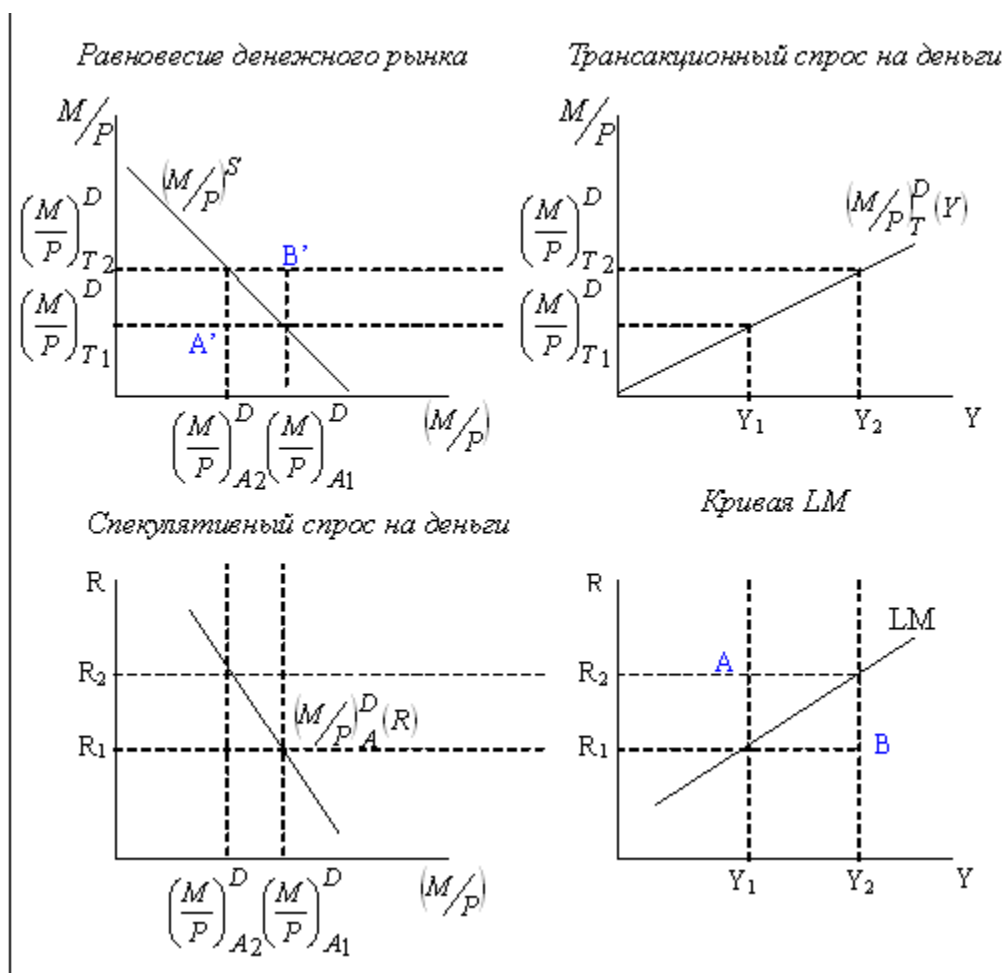 Равновесие денежного рынка
M/P
(M/P)^S
(M/P)^D_T2
B’
(M/P)^D_T1
A’
(M/P)^D_A2 (M/P)^D_A1
(M/P)
Трансакционный спрос на деньги
M/P
(M/P)^D_T (Y)
(M/P)^D_T2
(M/P)^D_T1
Y1 Y2 Y
Спекулятивный спрос на деньги
R
R2
(M/P)^D_A (R)
R1
(M/P)^D_A2 (M/P)^D_A1
(M/P)
Кривая LM
R
LM
R2
A
R1
B
Y1 Y2 Y